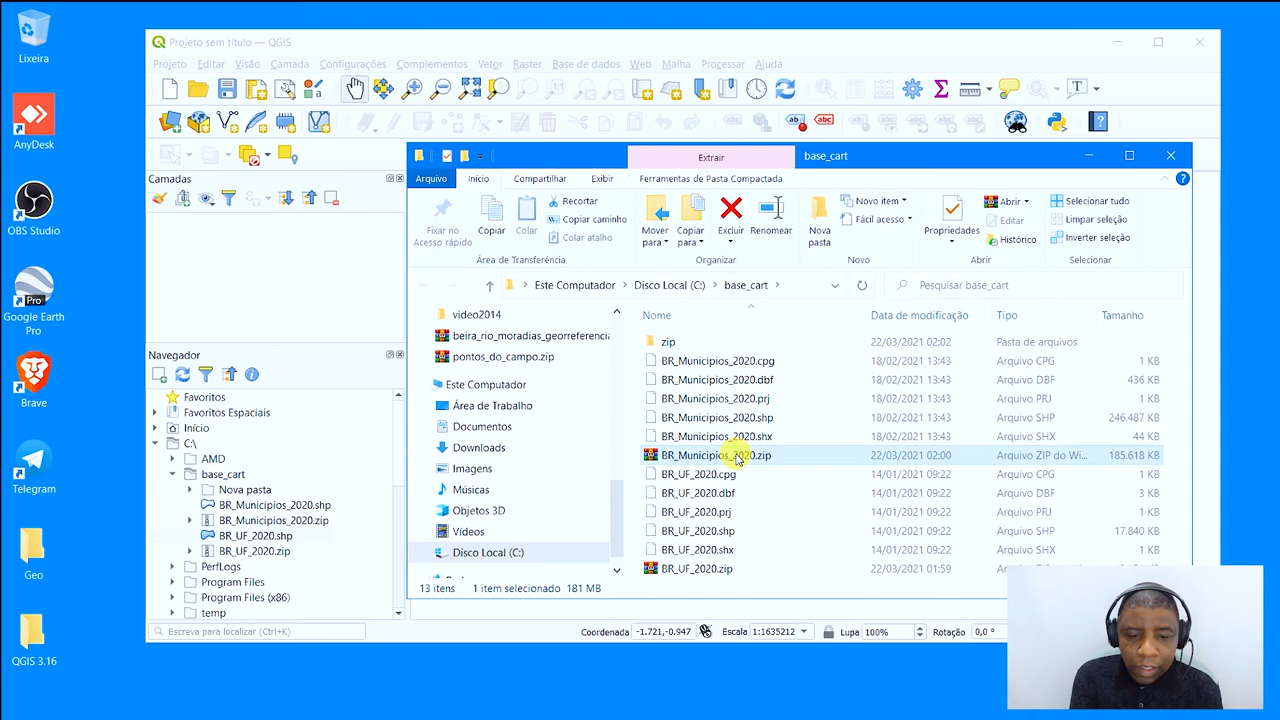 Lixeira
AnyDesk
OBS Studio
Pro
Google Earth
Pro
Brave
Telegram
Geo
QGIS 3.16
Projeto sem título — QGIS
Projeto Editar Visão Camada Configurações Complementos Vetor Raster Base de dados Web Malha Processar Ajuda
Camadas
Navegador
Favoritos
Favoritos Espaciais
Início
C:\
AMD
base_cart
Nova pasta
BR_Municipios_2020.shp
BR_Municipios_2020.zip
BR_UF_2020.shp
BR_UF_2020.zip
PerfLogs
Program Files
Program Files (x86)
temp
Escreva para localizar (Ctrl+K)
Coordenada -1.721,-0.947 Escala 1:1635212 Lupa 100% Rotação 0,0 °
Extrair base_cart
Arquivo Início Compartilhar Exibir Ferramentas de Pasta Compactada
Fixar no
Acesso rápido
Copiar
Colar
Recortar
Copiar caminho
Colar atalho
Área de Transferência
Mover
para
Copiar
para
Excluir
Renomear
Organizar
Nova
pasta
Novo item
Fácil acesso
Novo
Propriedades
Abrir
Editar
Histórico
Abrir
Selecionar tudo
Limpar seleção
Inverter seleção
Selecionar
Este Computador Disco Local (C:) base_cart
Pesquisar base_cart
video2014
beira_rio_moradias_georreferencia
pontos_do_campo.zip
Este Computador
Área de Trabalho
Documentos
Downloads
Imagens
Músicas
Objetos 3D
Vídeos
Disco Local (C:)
Nome Data de modificação Tipo Tamanho
zip 22/03/2021 02:02 Pasta de arquivos
BR_Municipios_2020.cpg 18/02/2021 13:43 Arquivo CPG 1 KB
BR_Municipios_2020.dbf 18/02/2021 13:43 Arquivo DBF 436 KB
BR_Municipios_2020.prj 18/02/2021 13:43 Arquivo PRJ 1 KB
BR_Municipios_2020.shp 18/02/2021 13:43 Arquivo SHP 246.487 KB
BR_Municipios_2020.shx 18/02/2021 13:43 Arquivo SHX 44 KB
BR_Municipios_2020.zip 22/03/2021 02:00 Arquivo ZIP do Wi... 185.618 KB
BR_UF_2020.cpg 14/01/2021 09:22 Arquivo CPG 1 KB
BR_UF_2020.dbf 14/01/2021 09:22 Arquivo DBF 3 KB
BR_UF_2020.prj 14/01/2021 09:22 Arquivo PRJ 1 KB
BR_UF_2020.shp 14/01/2021 09:22 Arquivo SHP 17.840 KB
BR_UF_2020.shx 14/01/2021 09:22 Arquivo SHX 1 KB
BR_UF_2020.zip 22/03/2021 01:59
13 itens 1 item selecionado 181 MB